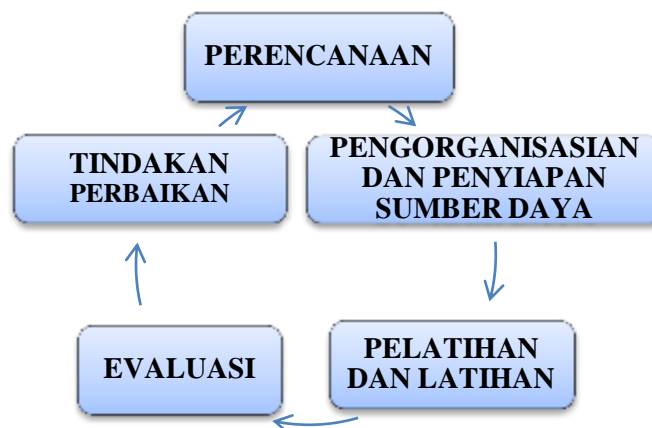 PERENCANAAN
PENGORGANISASIAN
DAN PENYIAPAN
SUMBER DAYA
PELATIHAN
DAN LATIHAN
EVALUASI
TINDAKAN
PERBAIKAN